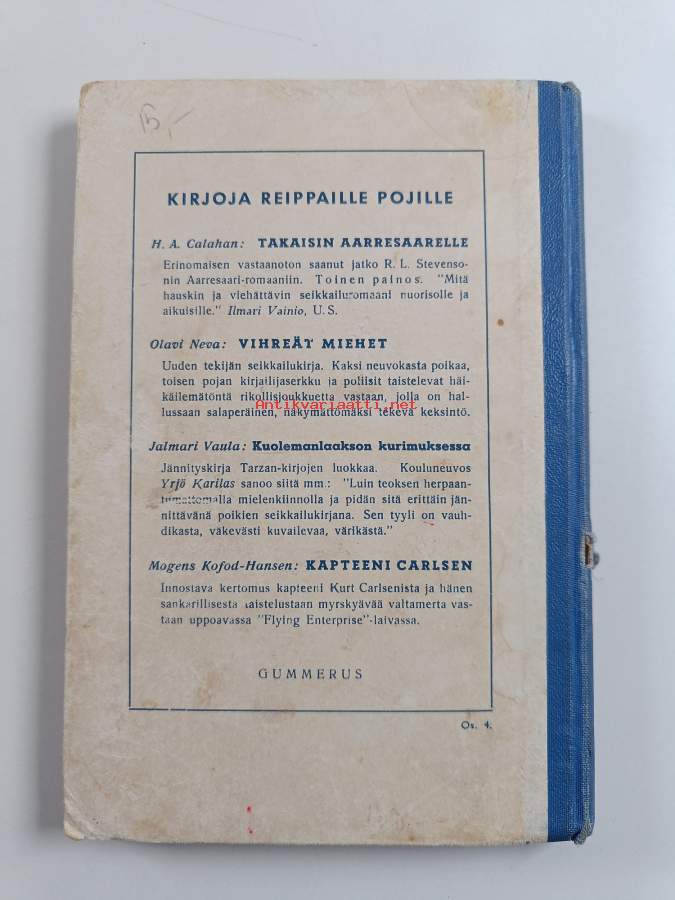 15,-
KIRJOJA REIPPAILLE POJILLE
H. A. Calahan: TAKAISIN AARRESAARELLE
Erinomaisen vastaanoton saanut jatko R. L. Stevenso-
nin Aarresaari-romaaniin. Toinen painos. "Mitä
hauskin ja viehättävin seikkailuromaani nuorisolle ja
aikuisille." Ilmari Vainio, U. S.
Olavi Neva: VIHREÄT MIEHET
Uuden tekijän seikkailukirja. Kaksi neuvokasta poikaa,
toisen pojan kirjailijaserkku ja poliisit taistelevat häi-
käilemätöntä rikollisjoukkuetta vastaan, jolla on hal-
Antikvariaatti.net
lussaan salaperäinen, näkymättömäksi tekevä keksintö.
Jalmari Vaula: Kuolemanlaakson kurimuksessa
Jännityskirja Tarzan-kirjojen luokkaa. Kouluneuvos
Yrjö Karilas sanoo siitä mm.: "Luin teoksen herpaan-
tumattomalla mielenkiinnolla ja pidän sitä erittäin jän-
nittävänä poikien seikkailukirjana. Sen tyyli on vauh-
dikasta, väkevästi kuvailevaa, värikästä."
Mogens Kofod-Hansen: KAPTEENI CARLSEN
Innostava kertomus kapteeni Kurt Carlsenista ja hänen
sankarillisesta taistelustaan myrskyävää valtamerta vas-
taan uppoavassa "Flying Enterprise"-laivassa.
GUMMERUS
Os. 4.